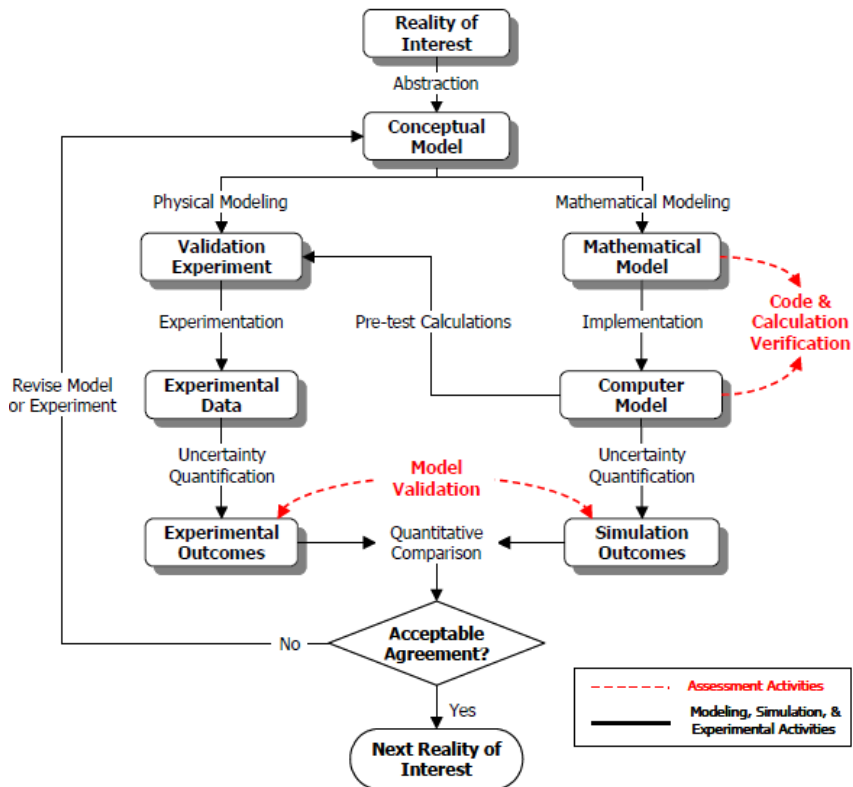 Reality of
Interest
Abstraction
Conceptual
Model
Physical Modeling
Mathematical Modeling
Validation
Experiment
Mathematical
Model
Code &
Calculation
Verification
Experimentation
Pre-test Calculations
Implementation
Revise Model
or Experiment
Experimental
Data
Computer
Model
Uncertainty
Quantification
Model
Validation
Uncertainty
Quantification
Experimental
Outcomes
Quantitative
Comparison
Simulation
Outcomes
No
Acceptable
Agreement?
Yes
Next Reality of
Interest
Assessment Activities
Modeling, Simulation, &
Experimental Activities